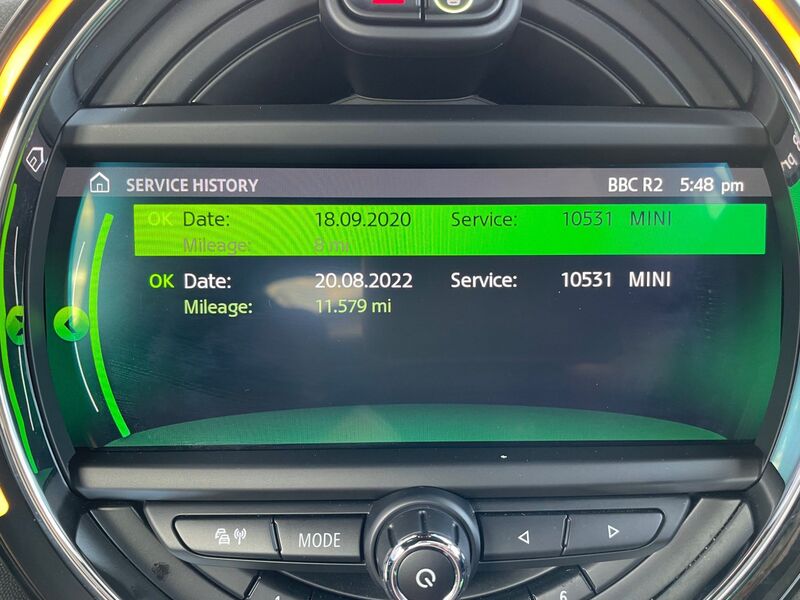 SERVICE HISTORY BBC R2 5:48 pm
OK Date: 18.09.2020 Service: 10531 MINI
Mileage: 8 mi
OK Date: 20.08.2022 Service: 10531 MINI
Mileage: 11.579 mi
MODE
6